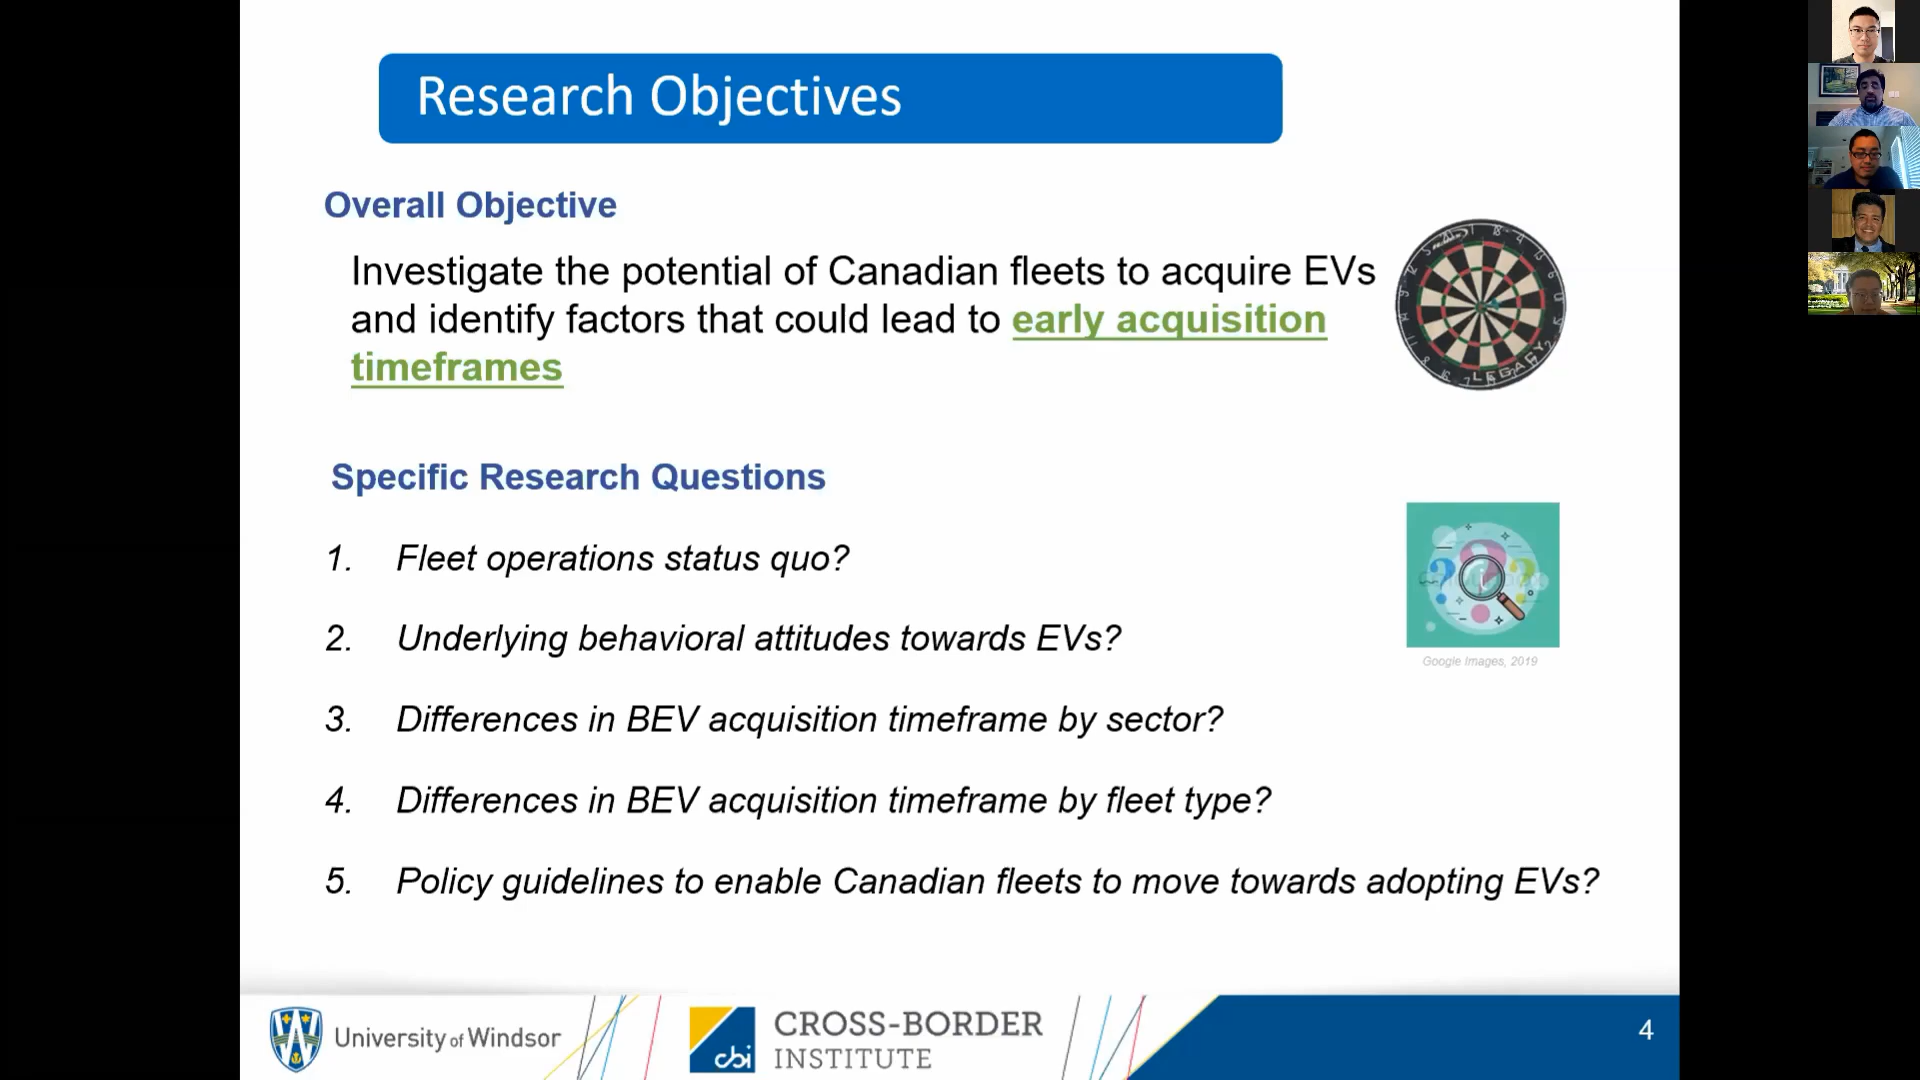 Research Objectives
Overall Objective
Investigate the potential of Canadian fleets to acquire EVs
and identify factors that could lead to early acquisition
timeframes
LEGACY
Specific Research Questions
1. Fleet operations status quo?
2. Underlying behavioral attitudes towards EVs?
Google Images, 2019
3. Differences in BEV acquisition timeframe by sector?
4. Differences in BEV acquisition timeframe by fleet type?
5. Policy guidelines to enable Canadian fleets to move towards adopting EVs?
University of Windsor
cbi
CROSS-BORDER
INSTITUTE
4